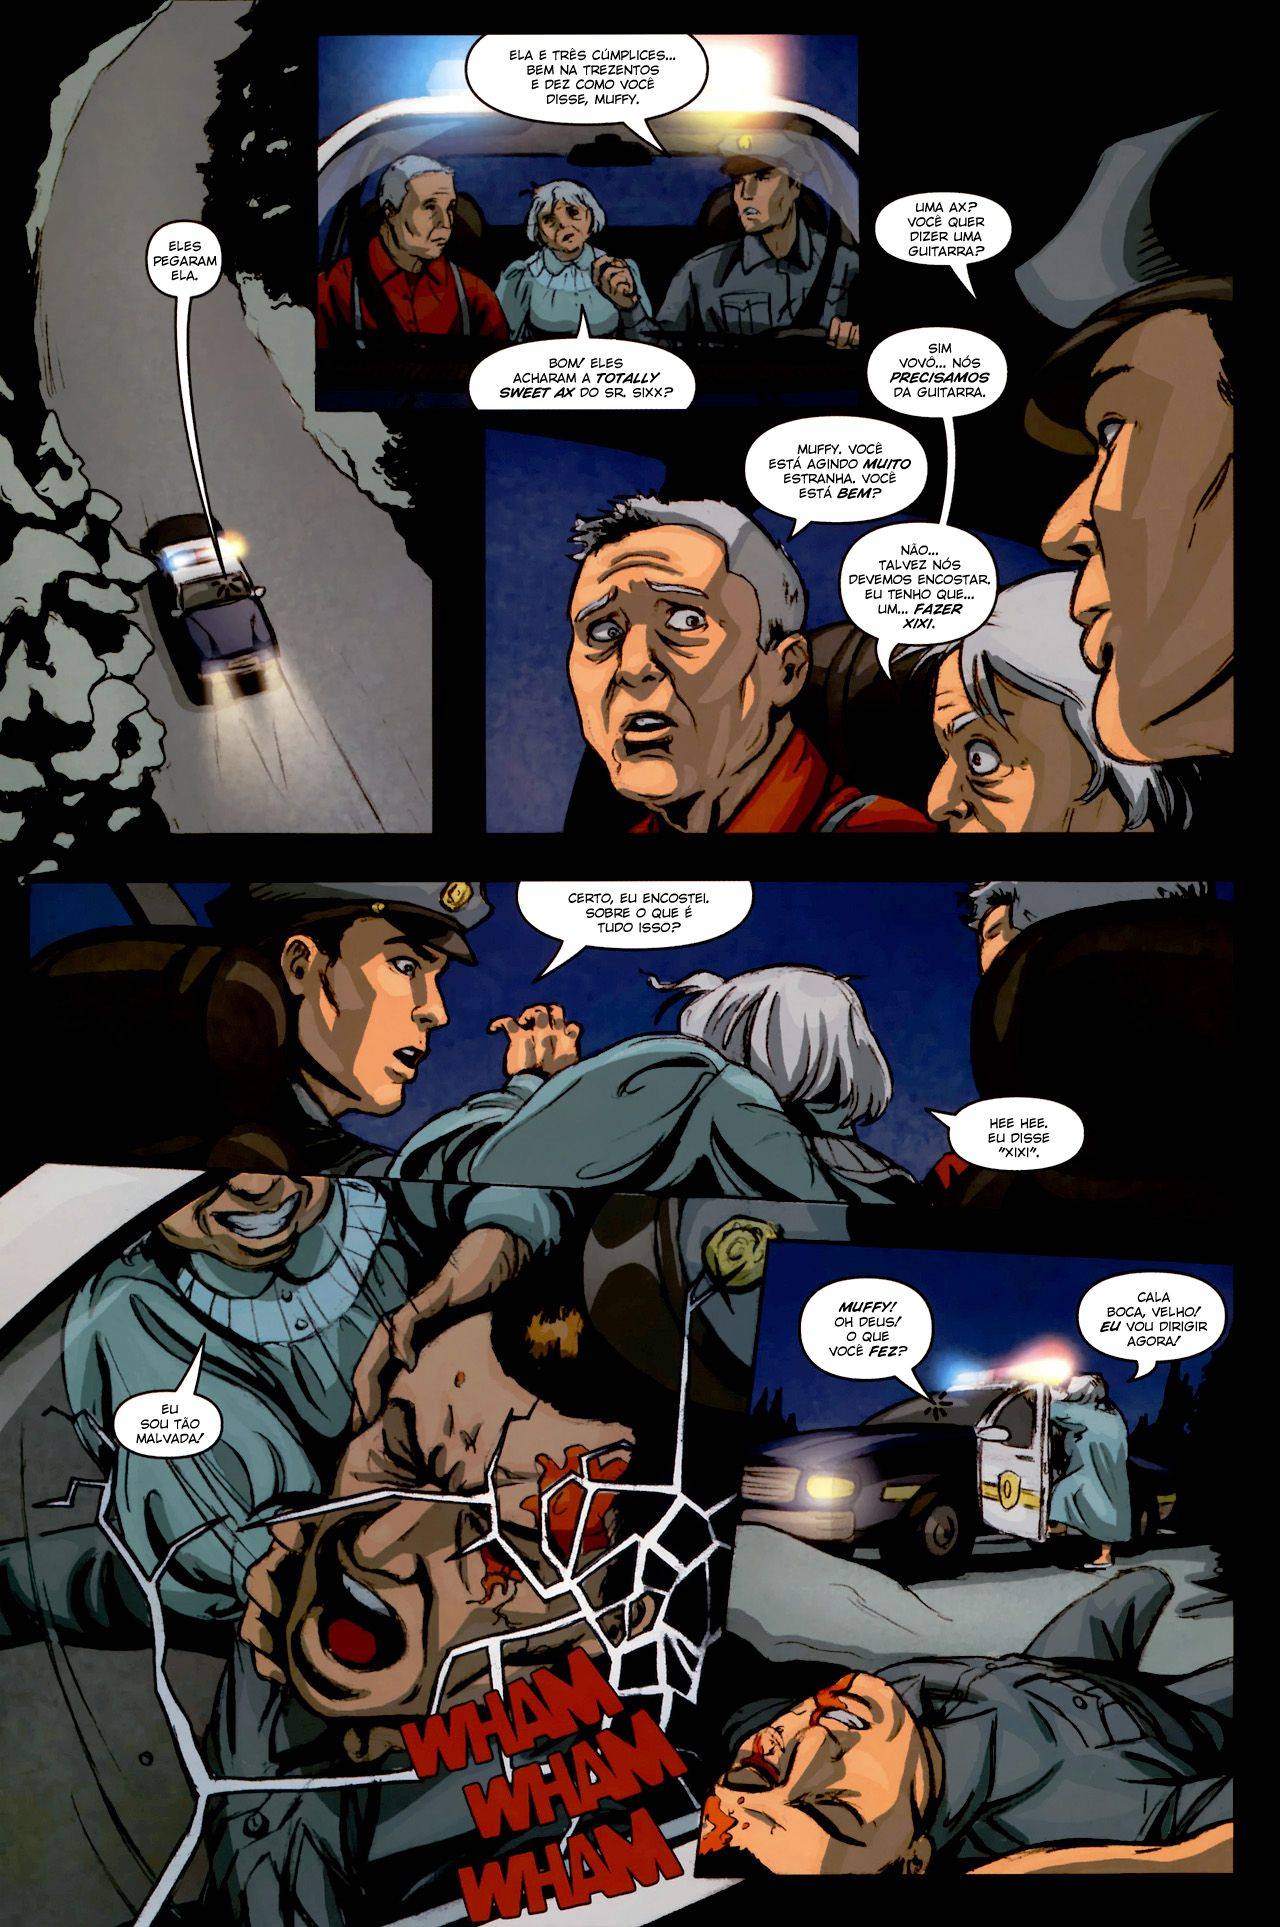 ELES
PEGARAM
ELA.
ELA E TRÊS CÚMPLICES...
BEM NA TREZENTOS
E DEZ COMO VOCÊ
DISSE, MUFFY.
BOM! ELES
ACHARAM A TOTALLY
SWEET AX DO SR. SIXX?
UMA AX?
VOCÊ QUER
DIZER UMA
GUITARRA?
SIM
VOVÔ... NÓS
PRECISAMOS
DA GUITARRA.
MUFFY. VOCÊ
ESTÁ AGINDO MUITO
ESTRANHA. VOCÊ
ESTÁ BEM?
NÃO...
TALVEZ NÓS
DEVEMOS ENCOSTAR.
EU TENHO QUE...
UM... FAZER
XIXI.
CERTO, EU ENCOSTEI.
SOBRE O QUE É
TUDO ISSO?
HEE HEE.
EU DISSE
"XIXI".
EU
SOU TÃO
MALVADA!
WHAM
WHAM
WHAM
MUFFY!
OH DEUS!
O QUE
VOCÊ FEZ?
CALA
BOCA, VELHO!
EU VOU DIRIGIR
AGORA!